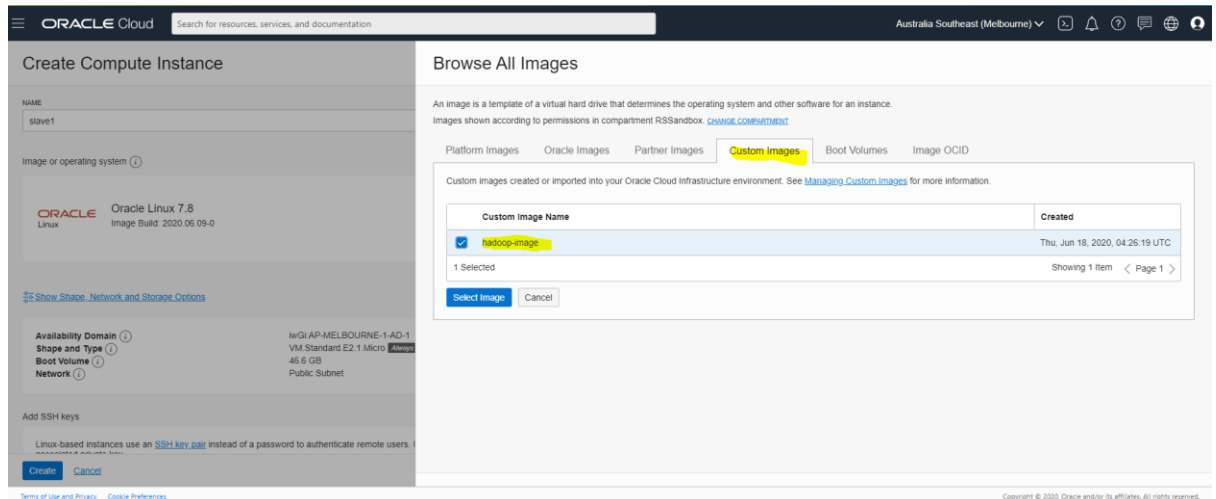 ORACLE Cloud
Search for resources, services, and documentation
Australia Southeast (Melbourne)
Create Compute Instance
NAME
slave1
Image or operating system
ORACLE
Linux
Oracle Linux 7.8
Image Build: 2020.06.09-0
Show Shape, Network and Storage Options
Availability Domain
iwGI:AP-MELBOURNE-1-AD-1
Shape and Type
VM.Standard.E2.1.Micro Always
Boot Volume
46.6 GB
Network
Public Subnet
Add SSH keys
Linux-based instances use an SSH key pair instead of a password to authenticate remote users.
associated private key
Create
Cancel
Browse All Images
An image is a template of a virtual hard drive that determines the operating system and other software for an instance.
Images shown according to permissions in compartment RSSandbox. CHANGE COMPARTMENT
Platform Images Oracle Images Partner Images Custom Images Boot Volumes Image OCID
Custom images created or imported into your Oracle Cloud Infrastructure environment. See Managing Custom Images for more information.
Custom Image Name Created
hadoop-image Thu, Jun 18, 2020, 04:26:19 UTC
1 Selected Showing 1 Item < Page 1 >
Select Image Cancel
Terms of Use and Privacy Cookie Preferences
Copyright © 2020, Oracle and/or its affiliates. All rights reserved.